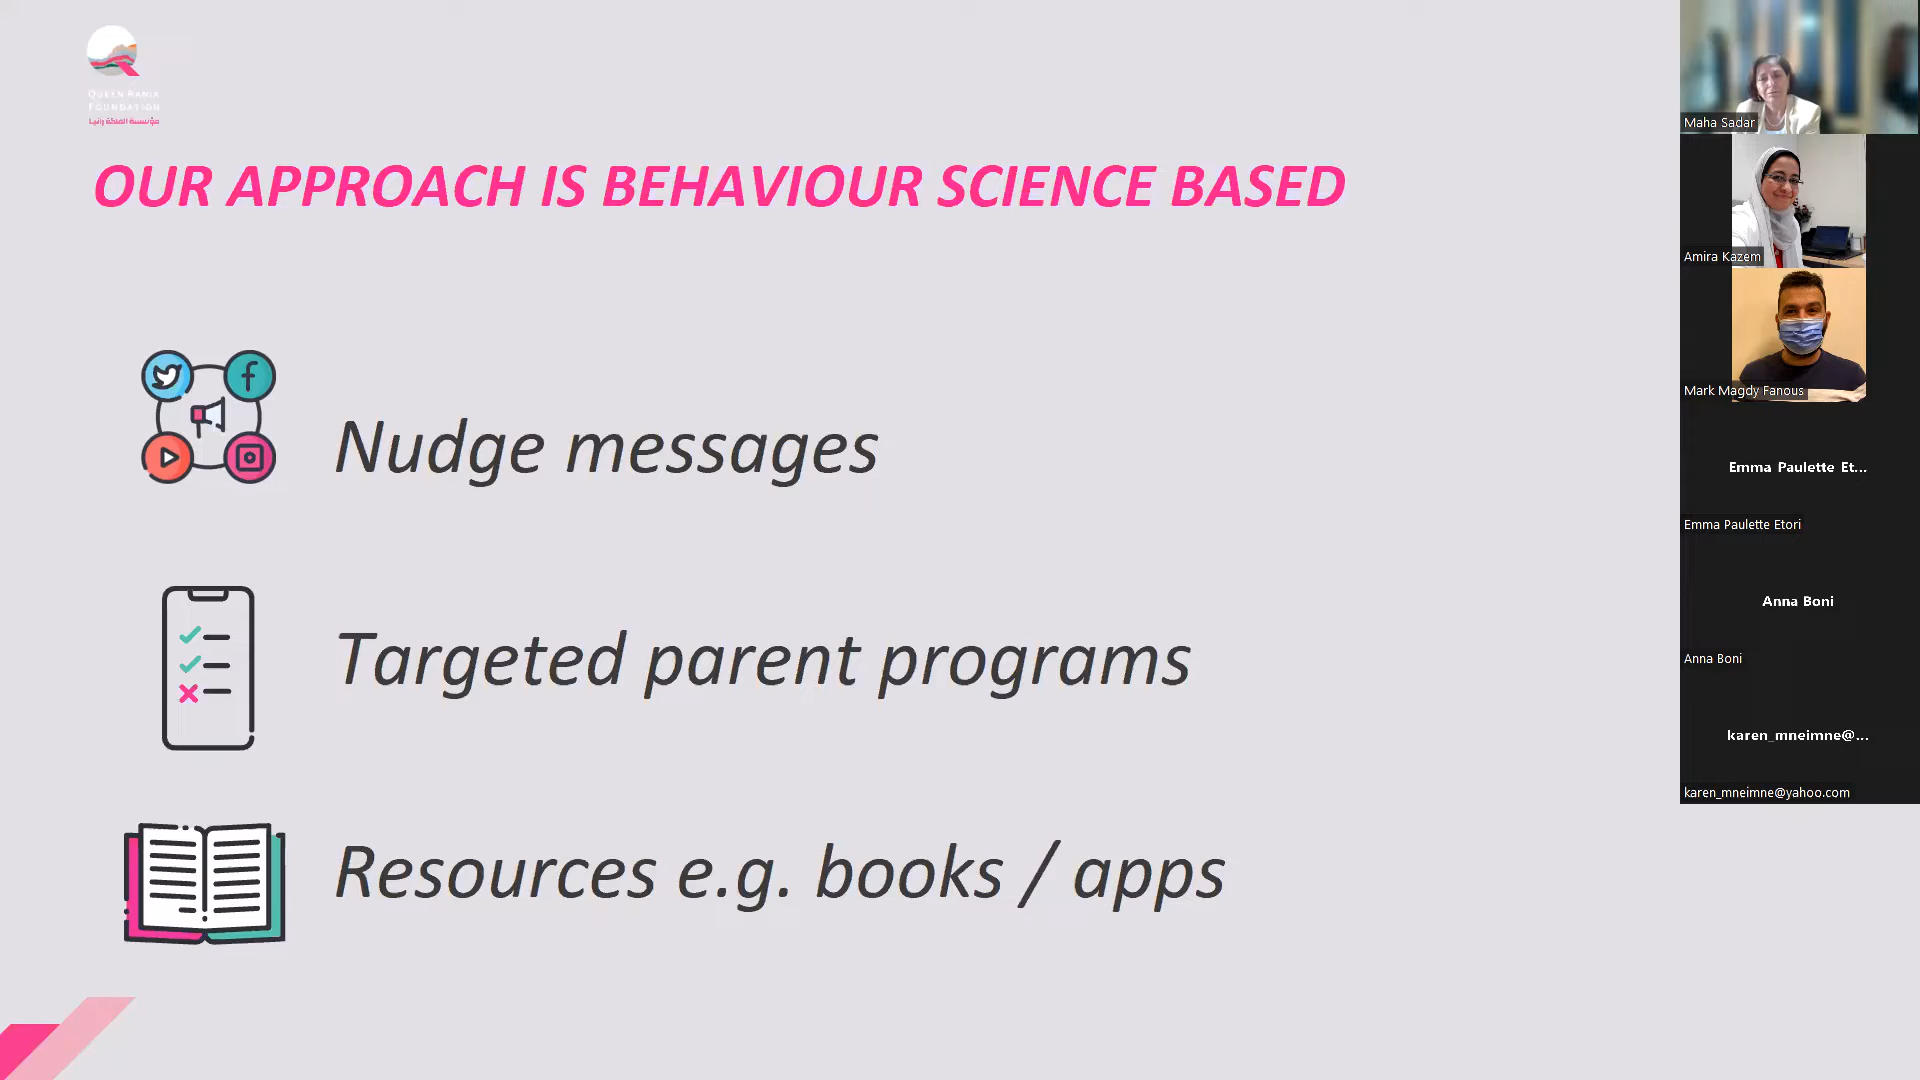 QUEEN RANIA
FOUNDATION
مؤسسة الملكة رانيا
OUR APPROACH IS BEHAVIOUR SCIENCE BASED
Nudge messages
Targeted parent programs
Resources e.g. books / apps
Maha Sadar
Amira Kazem
Mark Magdy Fanous
Emma Paulette Et...
Emma Paulette Etori
Anna Boni
Anna Boni
karen_mneimne@...
karen_mneimne@yahoo.com